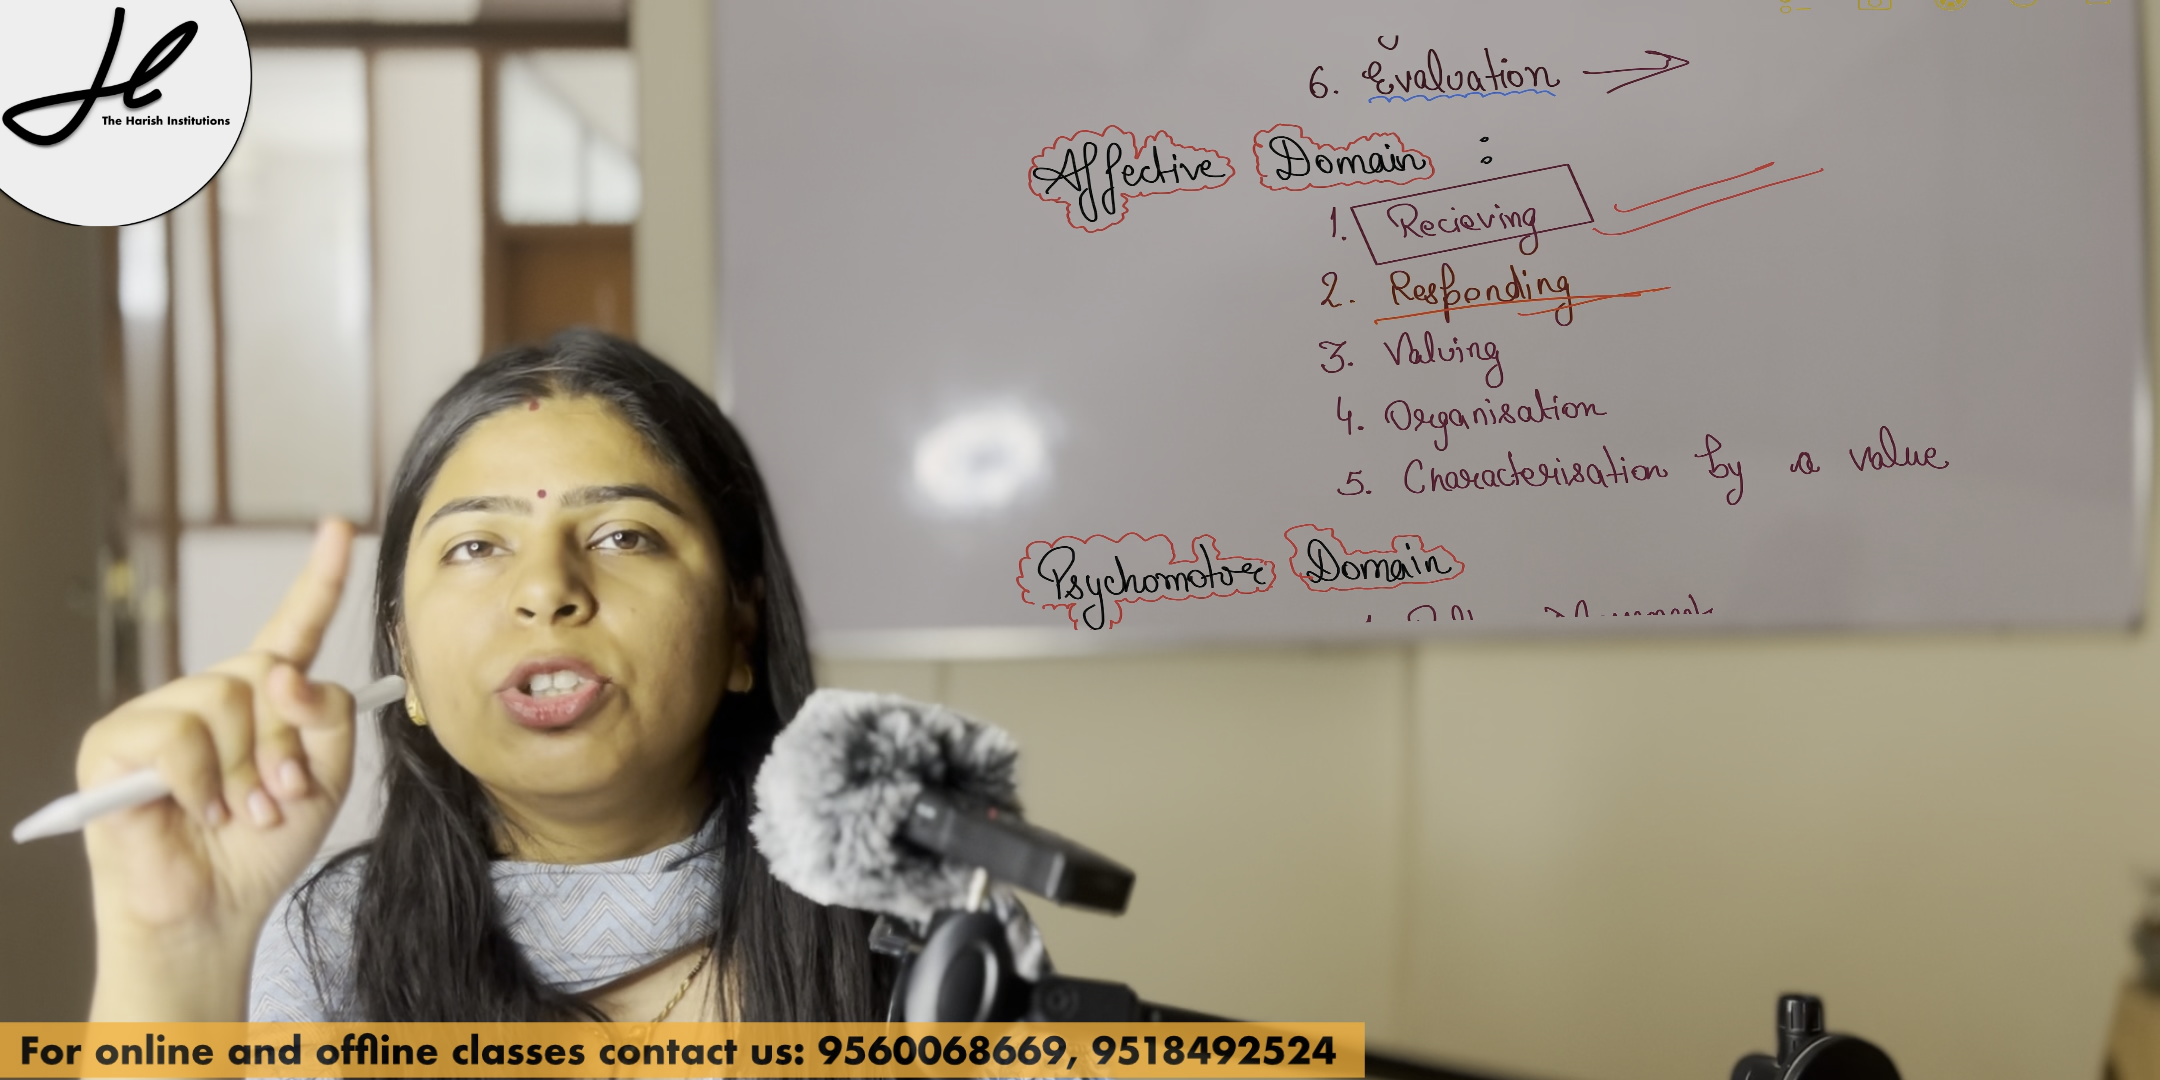 The Harish Institutions
6. Evaluation
Affective Domain :
1. Recieving
2. Responding
3. Valuing
4. Organisation
5. Characterisation by a value
Psychomotor Domain
For online and offline classes contact us: 9560068669, 9518492524